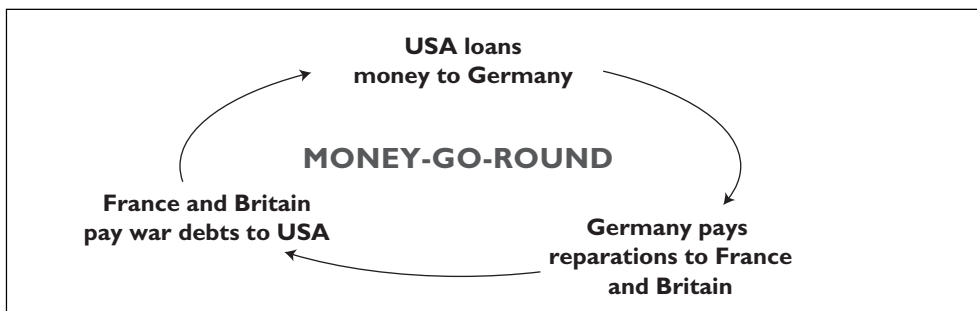 USA loans
money to Germany
MONEY-GO-ROUND
France and Britain
pay war debts to USA
Germany pays
reparations to France
and Britain